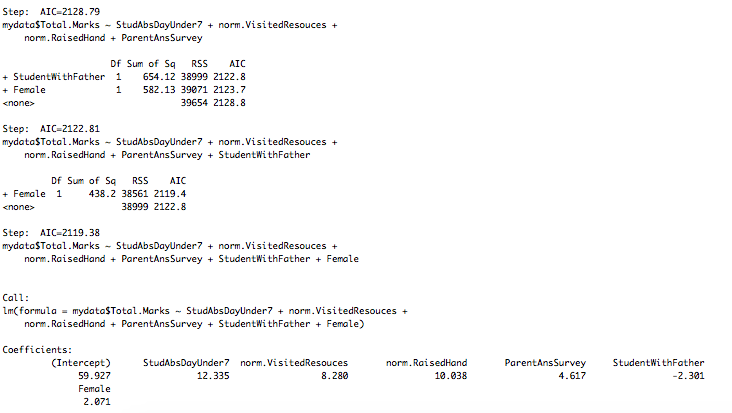 Step:  AIC=2128.79
mydata$Total.Marks ~ StudAbsDayUnder7 + norm.VisitedResouces +
    norm.RaisedHand + ParentAnsSurvey
                    Df Sum of Sq   RSS    AIC
+ StudentWithFather  1    654.12 38999 2122.8
+ Female             1    582.13 39071 2123.7
<none>                           39654 2128.8
Step:  AIC=2122.81
mydata$Total.Marks ~ StudAbsDayUnder7 + norm.VisitedResouces +
    norm.RaisedHand + ParentAnsSurvey + StudentWithFather
         Df Sum of Sq   RSS    AIC
+ Female  1     438.2 38561 2119.4
<none>                38999 2122.8
Step:  AIC=2119.38
mydata$Total.Marks ~ StudAbsDayUnder7 + norm.VisitedResouces +
    norm.RaisedHand + ParentAnsSurvey + StudentWithFather + Female
Call:
lm(formula = mydata$Total.Marks ~ StudAbsDayUnder7 + norm.VisitedResouces +
    norm.RaisedHand + ParentAnsSurvey + StudentWithFather + Female)
Coefficients:
         (Intercept)      StudAbsDayUnder7  norm.VisitedResouces       norm.RaisedHand       ParentAnsSurvey     StudentWithFather
              59.927                12.335                 8.280                10.038                 4.617                -2.301
              Female
               2.071